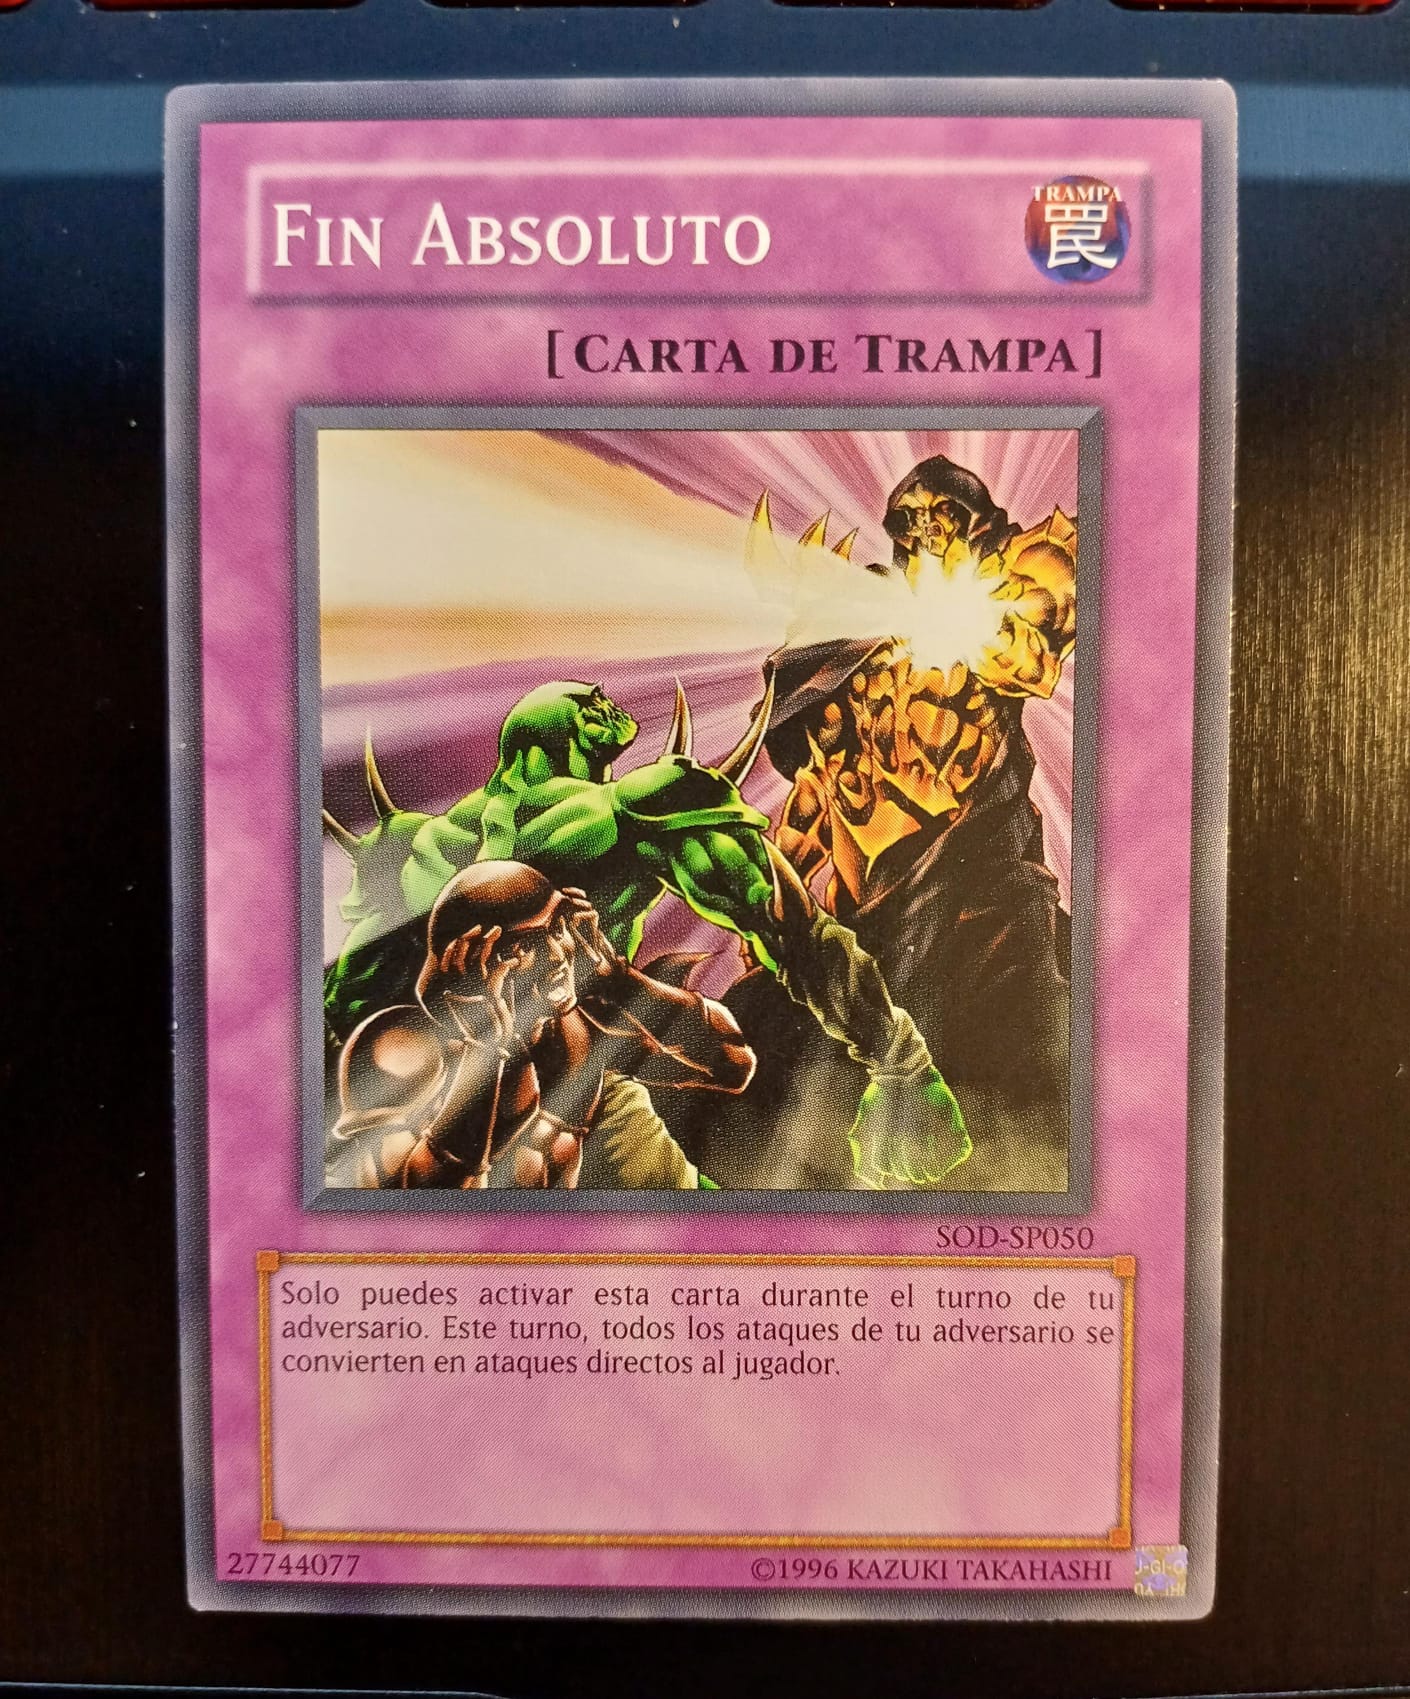 FIN ABSOLUTO
TRAMPA
罠
[CARTA DE TRAMPA]
SOD-SP050
Solo puedes activar esta carta durante el turno de tu
adversario. Este turno, todos los ataques de tu adversario se
convierten en ataques directos al jugador.
27744077
©1996 KAZUKI TAKAHASHI